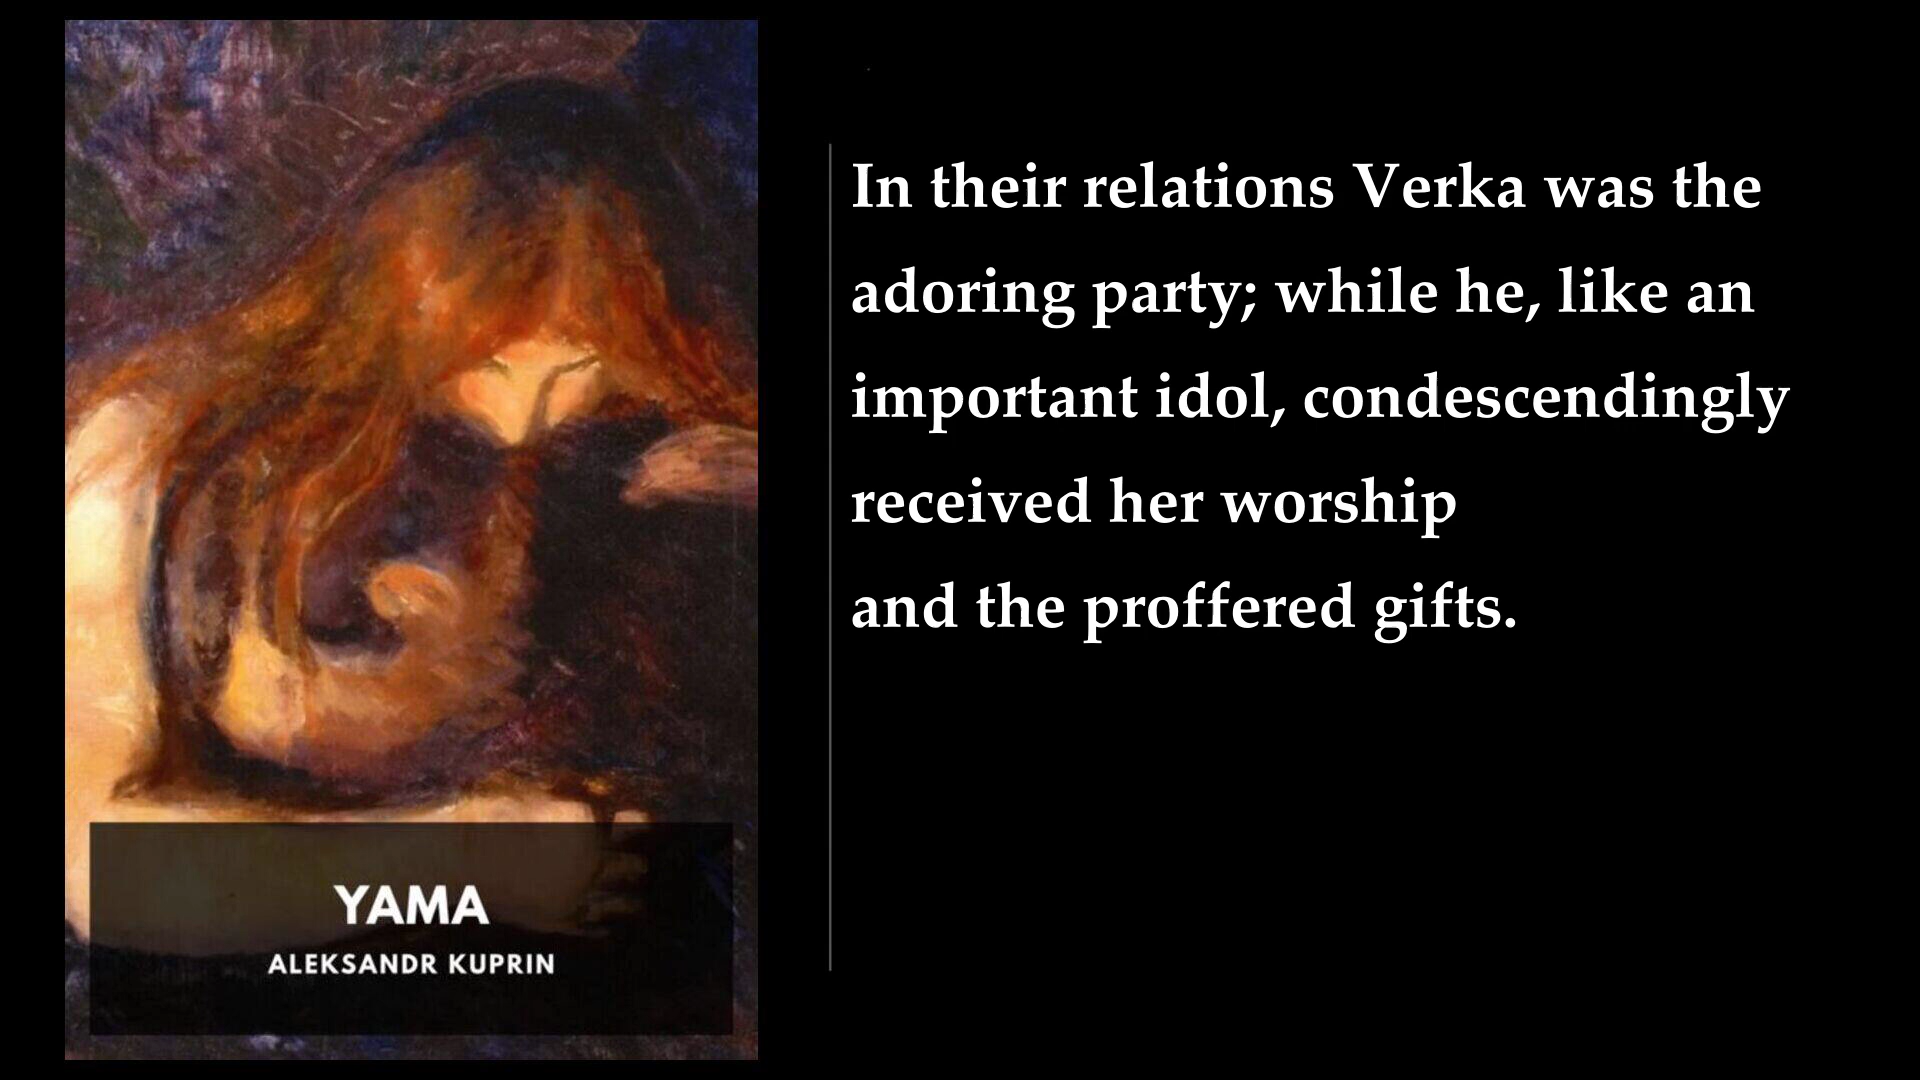 YAMA
ALEKSANDR KUPRIN
In their relations Verka was the
adoring party; while he, like an
important idol, condescendingly
received her worship
and the proffered gifts.